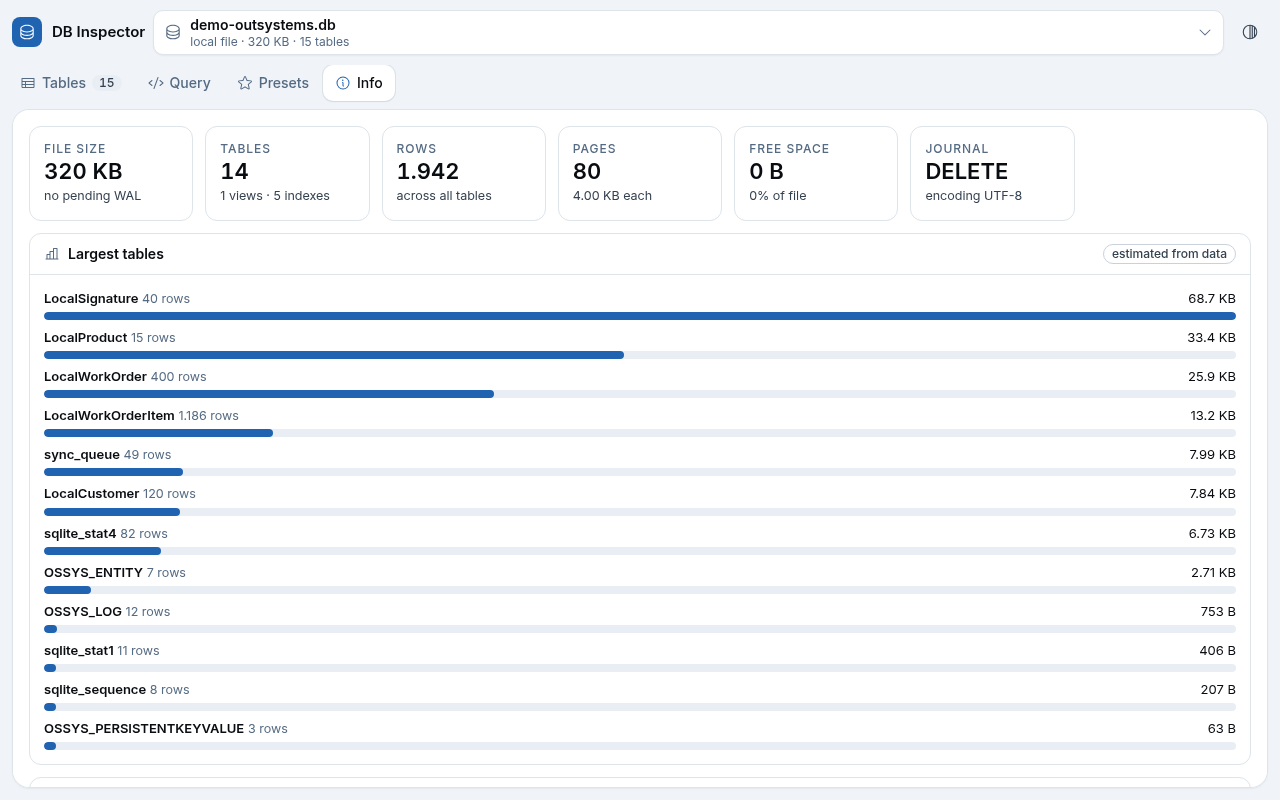 DB Inspector
demo-outsystems.db
local file · 320 KB · 15 tables
Tables 15
Query
Presets
Info
FILE SIZE
320 KB
no pending WAL
TABLES
14
1 views · 5 indexes
ROWS
1.942
across all tables
PAGES
80
4.00 KB each
FREE SPACE
0 B
0% of file
JOURNAL
DELETE
encoding UTF-8
Largest tables
estimated from data
LocalSignature 40 rows 68.7 KB
LocalProduct 15 rows 33.4 KB
LocalWorkOrder 400 rows 25.9 KB
LocalWorkOrderItem 1.186 rows 13.2 KB
sync_queue 49 rows 7.99 KB
LocalCustomer 120 rows 7.84 KB
sqlite_stat4 82 rows 6.73 KB
OSSYS_ENTITY 7 rows 2.71 KB
OSSYS_LOG 12 rows 753 B
sqlite_stat1 11 rows 406 B
sqlite_sequence 8 rows 207 B
OSSYS_PERSISTENTKEYVALUE 3 rows 63 B